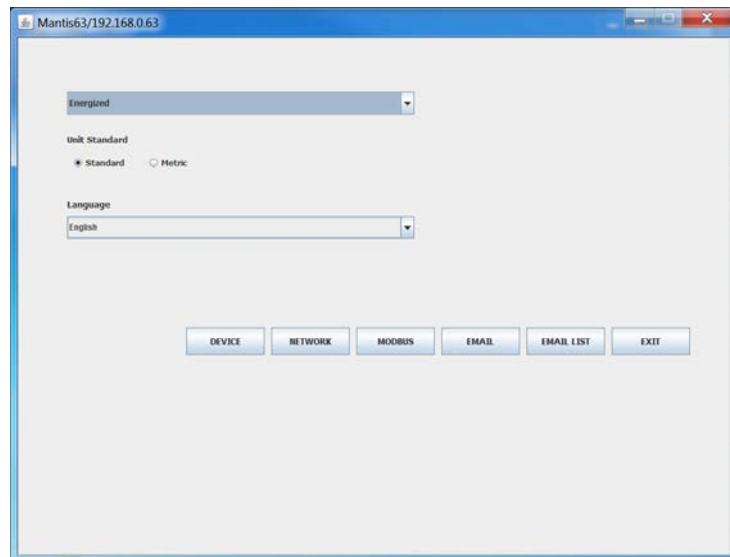 Mantis63/192.168.0.63
Energized
Unit Standard
Standard Metric
Language
English
DEVICE NETWORK MODBUS EMAIL EMAIL LIST EXIT